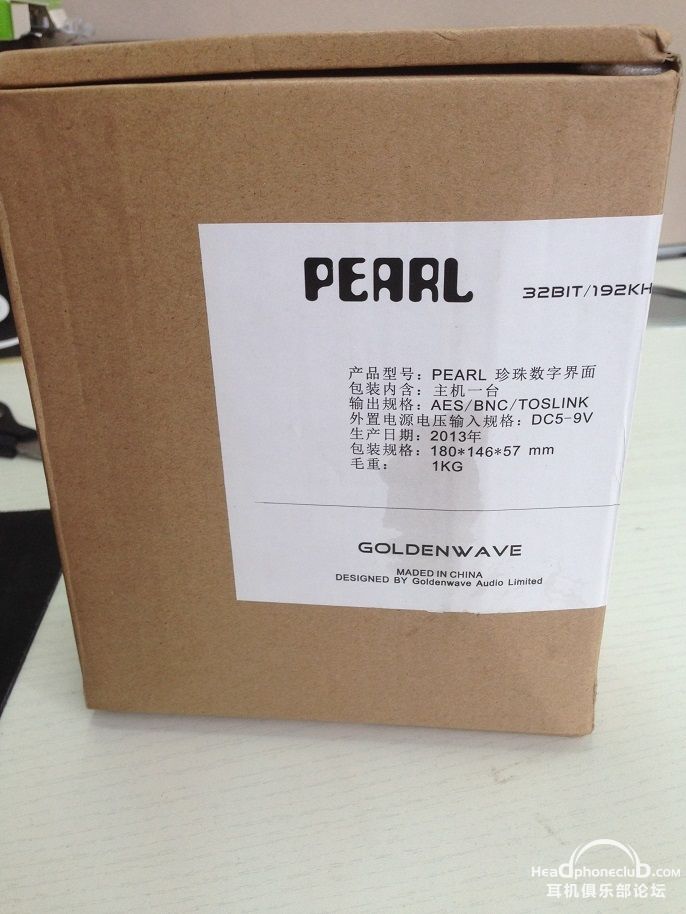 PEARL
32BIT/192KH
产品型号：PEARL 珍珠数字界面
包装内含：主机一台
输出规格：AES/BNC/TOSLINK
外置电源电压输入规格：DC5-9V
生产日期：2013年
包装规格：180*146*57 mm
毛重： 1KG
GOLDENWAVE
MADED IN CHINA
DESIGNED BY Goldenwave Audio Limited
HeadphonecluD.com
耳机俱乐部论坛